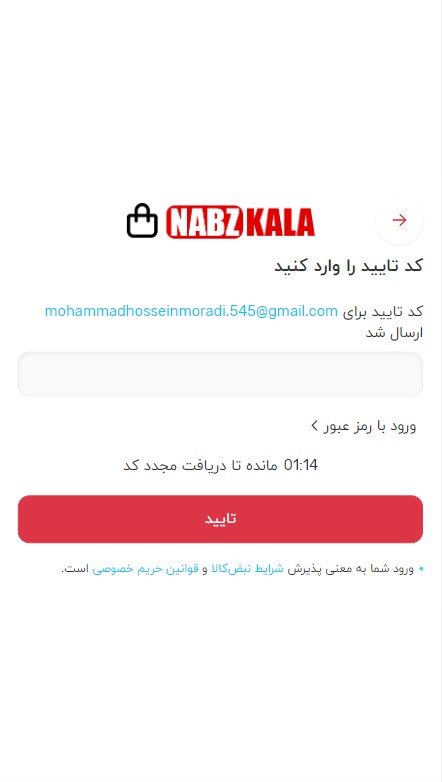 NABZKALA
کد تایید را وارد کنید
کد تایید برای mohammadhosseinmoradi.545@gmail.com
ارسال شد
ورود با رمز عبور
01:14 مانده تا دریافت مجدد کد
تایید
ورود شما به معنی پذیرش شرایط نبض‌کالا و قوانین حریم خصوصی است.